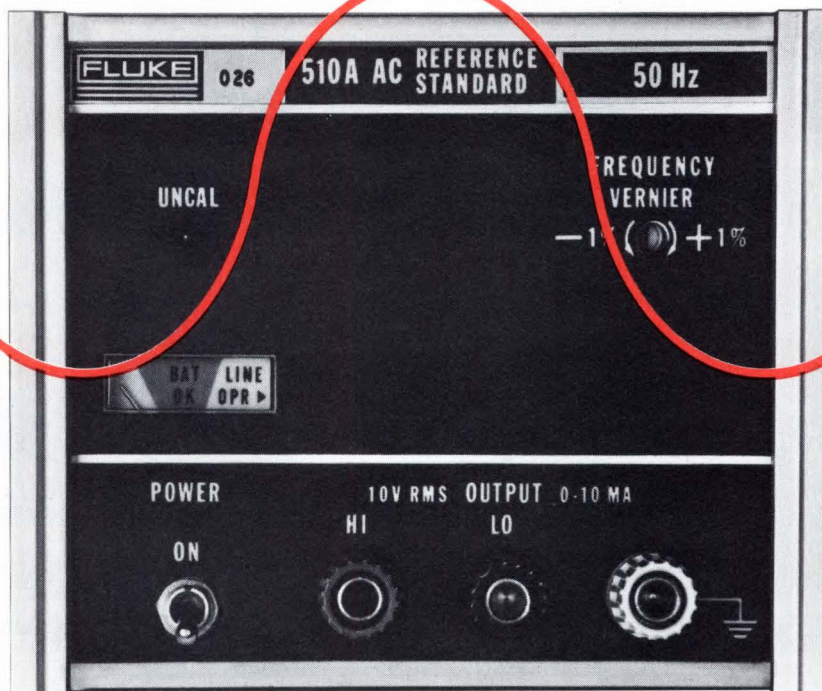 FLUKE 026 510A AC REFERENCE STANDARD 50 Hz
UNCAL
FREQUENCY
VERNIER
— 1% ( ) + 1%
BAT LINE
OK OPR ▶
POWER
10V RMS OUTPUT 0-10 MA
HI LO
ON